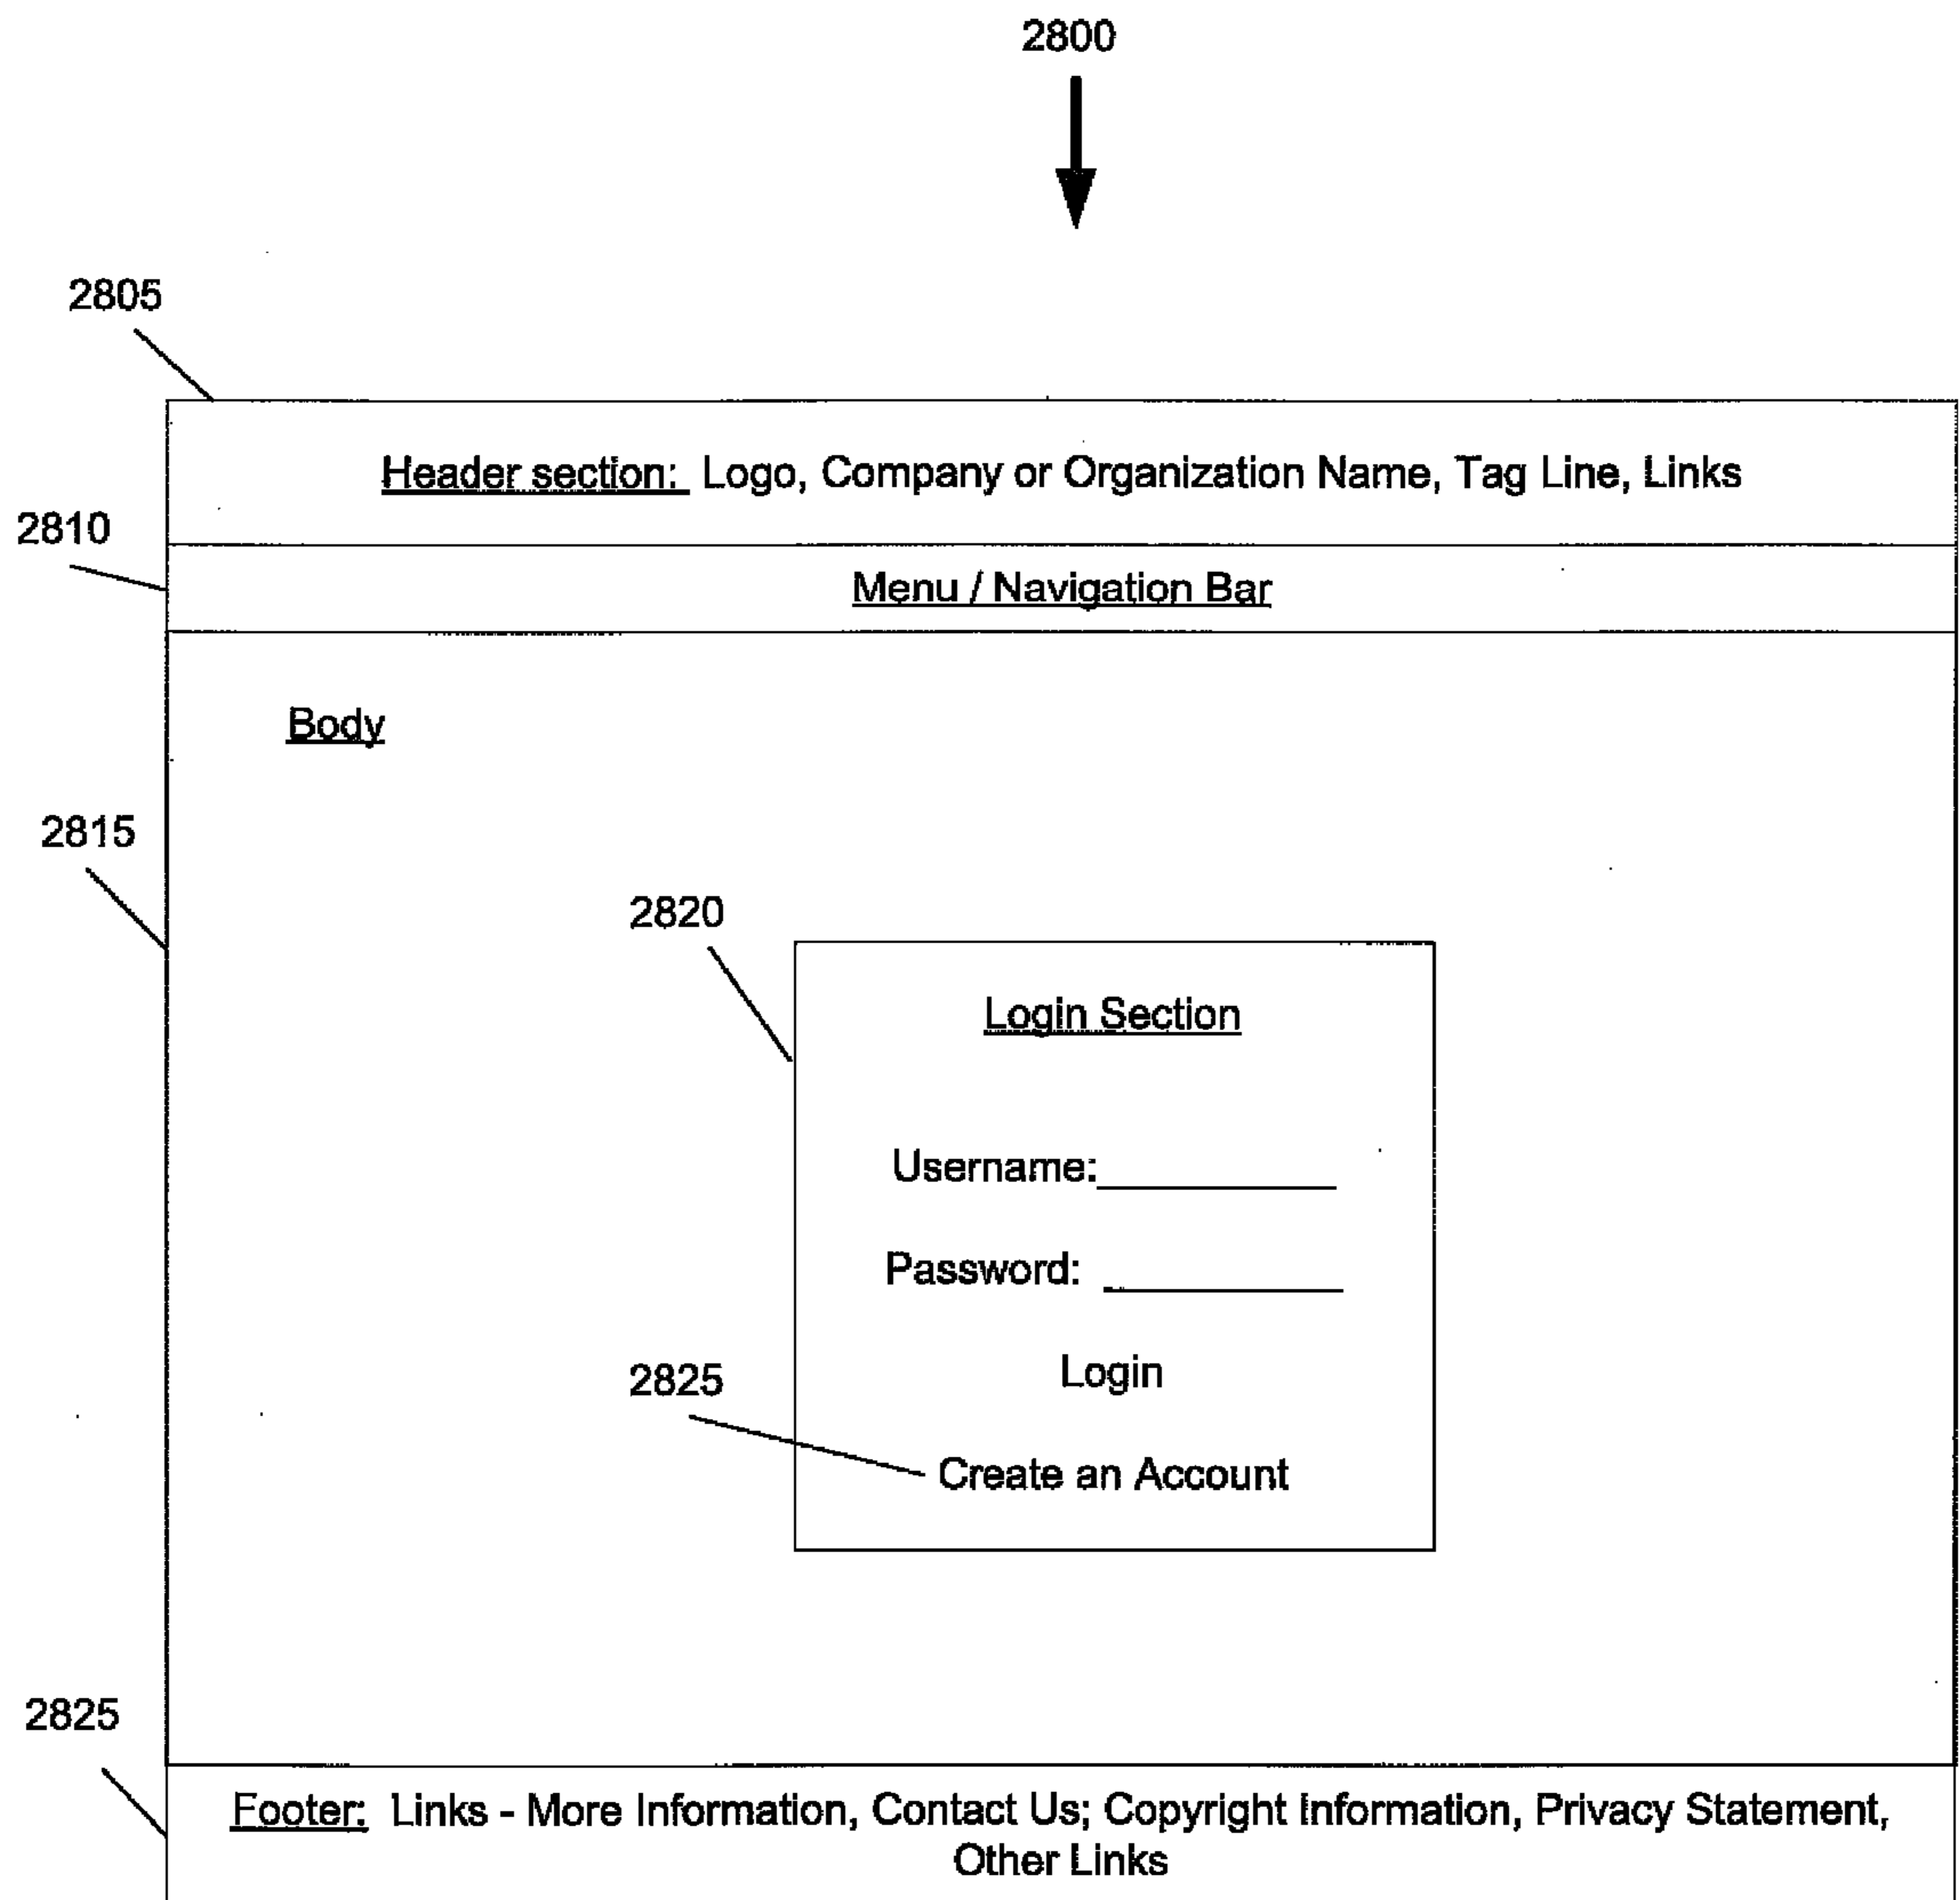 2800
2805
Header section: Logo, Company or Organization Name, Tag Line, Links
2810
Menu / Navigation Bar
Body
2815
2820
Login Section
Username:____________
Password: ____________
Login
2825
Create an Account
2825
Footer: Links - More Information, Contact Us; Copyright Information, Privacy Statement,
Other Links